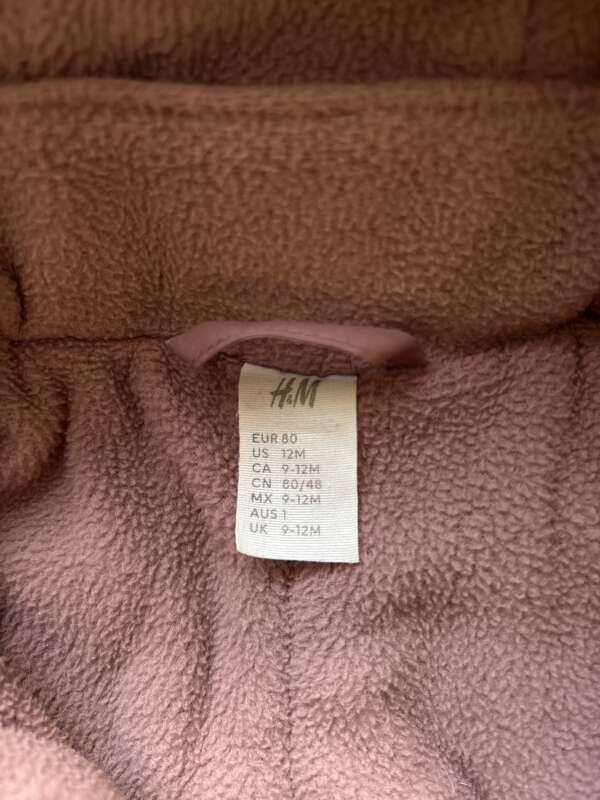 H&M
EUR 80
US 12M
CA 9-12M
CN 80/48
MX 9-12M
AUS 1
UK 9-12M